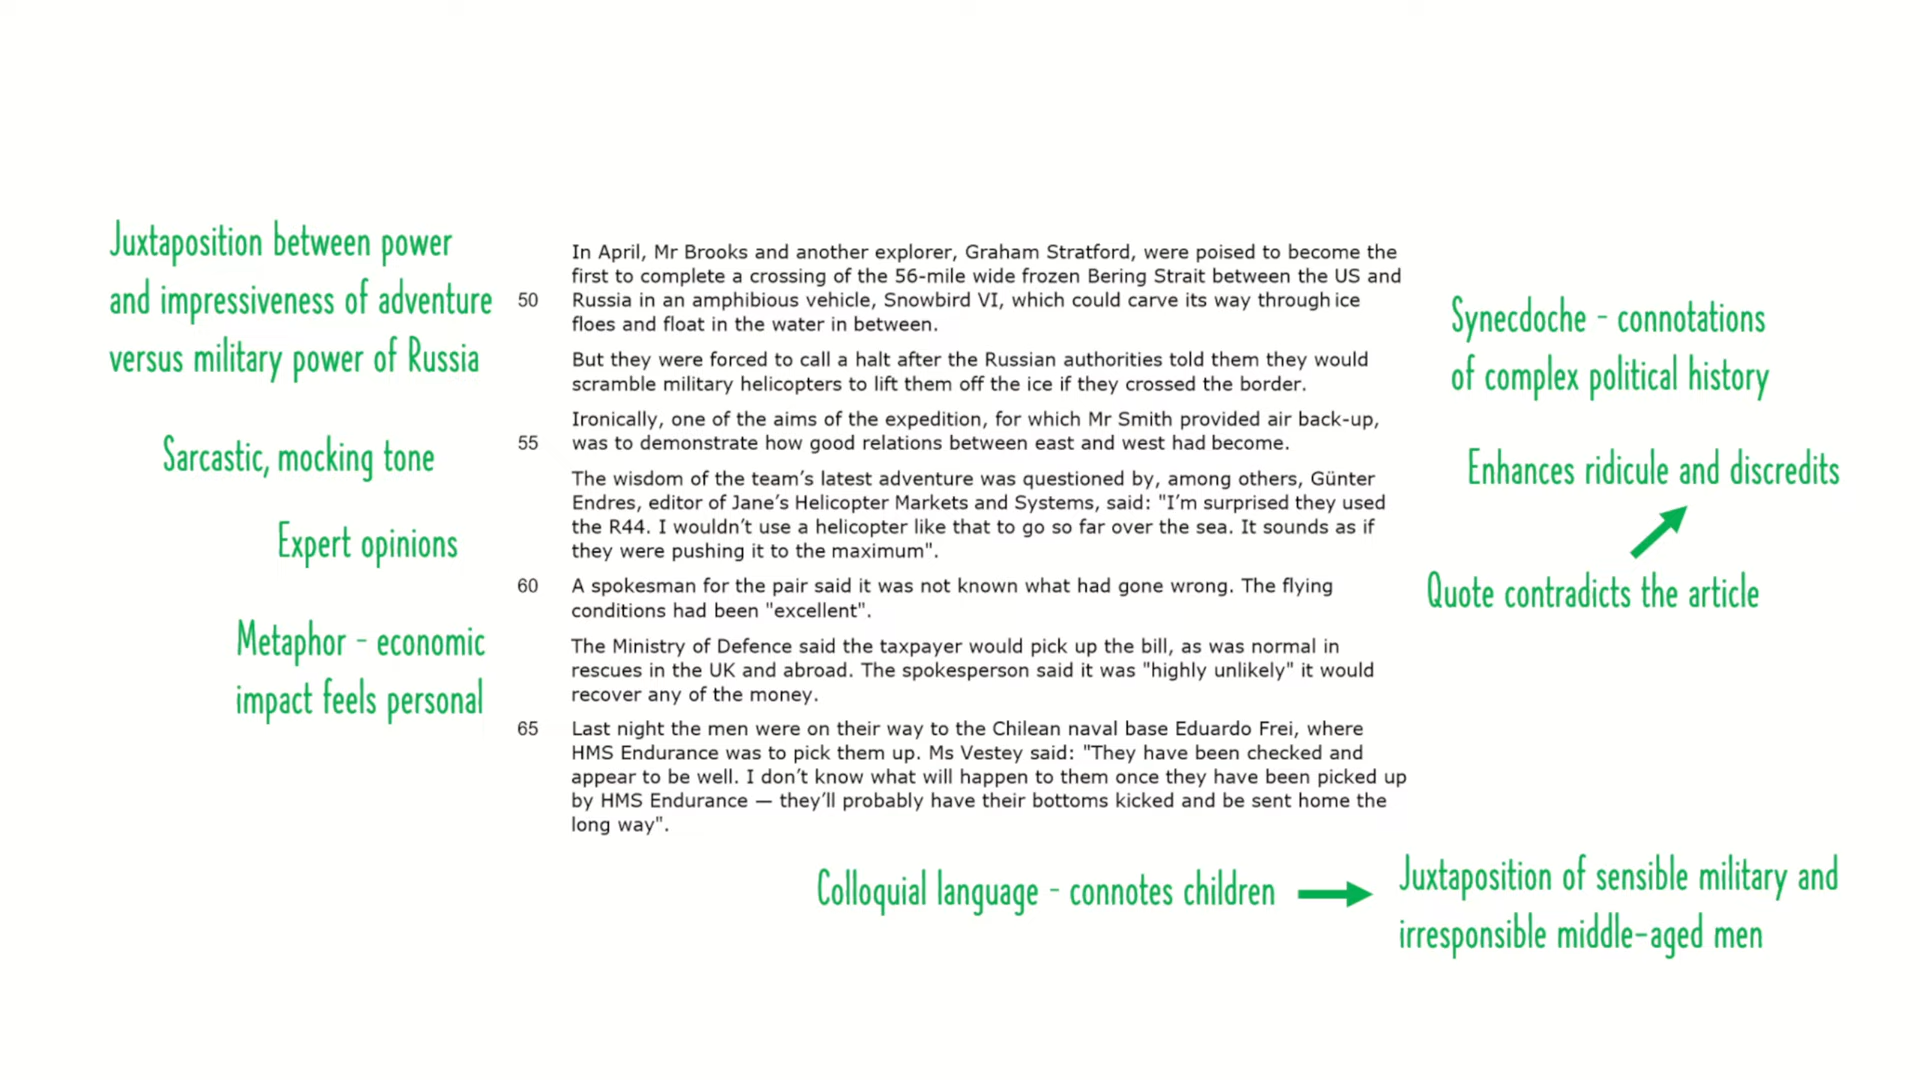 Juxtaposition between power
and impressiveness of adventure
versus military power of Russia
Sarcastic, mocking tone
Expert opinions
Metaphor - economic
impact feels personal
In April, Mr Brooks and another explorer, Graham Stratford, were poised to become the
first to complete a crossing of the 56-mile wide frozen Bering Strait between the US and
50 Russia in an amphibious vehicle, Snowbird VI, which could carve its way through ice
floes and float in the water in between.
But they were forced to call a halt after the Russian authorities told them they would
scramble military helicopters to lift them off the ice if they crossed the border.
Ironically, one of the aims of the expedition, for which Mr Smith provided air back-up,
55 was to demonstrate how good relations between east and west had become.
The wisdom of the team's latest adventure was questioned by, among others, Günter
Endres, editor of Jane's Helicopter Markets and Systems, said: "I'm surprised they used
the R44. I wouldn't use a helicopter like that to go so far over the sea. It sounds as if
they were pushing it to the maximum".
60 A spokesman for the pair said it was not known what had gone wrong. The flying
conditions had been "excellent".
The Ministry of Defence said the taxpayer would pick up the bill, as was normal in
rescues in the UK and abroad. The spokesperson said it was "highly unlikely" it would
recover any of the money.
65 Last night the men were on their way to the Chilean naval base Eduardo Frei, where
HMS Endurance was to pick them up. Ms Vestey said: "They have been checked and
appear to be well. I don't know what will happen to them once they have been picked up
by HMS Endurance — they'll probably have their bottoms kicked and be sent home the
long way".
Synecdoche - connotations
of complex political history
Enhances ridicule and discredits
Quote contradicts the article
Colloquial language - connotes children
Juxtaposition of sensible military and
irresponsible middle-aged men